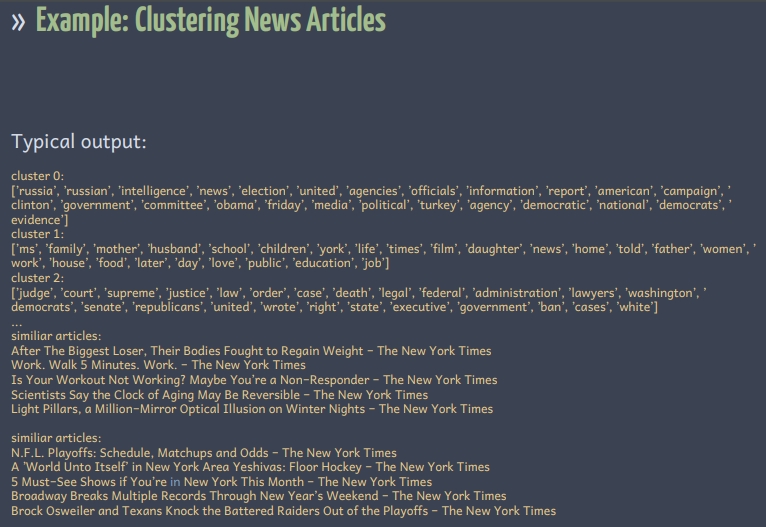 » Example: Clustering News Articles
Typical output:
cluster 0:
['russia', 'russian', 'intelligence', 'news', 'election', 'united', 'agencies', 'officials', 'information', 'report', 'american', 'campaign', '
clinton', 'government', 'committee', 'obama', 'friday', 'media', 'political', 'turkey', 'agency', 'democratic', 'national', 'democrats', '
evidence']
cluster 1:
['ms', 'family', 'mother', 'husband', 'school', 'children', 'york', 'life', 'times', 'film', 'daughter', 'news', 'home', 'told', 'father', 'women', '
work', 'house', 'food', 'later', 'day', 'love', 'public', 'education', 'job']
cluster 2:
['judge', 'court', 'supreme', 'justice', 'law', 'order', 'case', 'death', 'legal', 'federal', 'administration', 'lawyers', 'washington', '
democrats', 'senate', 'republicans', 'united', 'wrote', 'right', 'state', 'executive', 'government', 'ban', 'cases', 'white']
...
similiar articles:
After The Biggest Loser, Their Bodies Fought to Regain Weight – The New York Times
Work. Walk 5 Minutes. Work. – The New York Times
Is Your Workout Not Working? Maybe You're a Non–Responder – The New York Times
Scientists Say the Clock of Aging May Be Reversible – The New York Times
Light Pillars, a Million–Mirror Optical Illusion on Winter Nights – The New York Times
similiar articles:
N.F.L. Playoffs: Schedule, Matchups and Odds – The New York Times
A 'World Unto Itself' in New York Area Yeshivas: Floor Hockey – The New York Times
5 Must–See Shows if You're in New York This Month – The New York Times
Broadway Breaks Multiple Records Through New Year's Weekend – The New York Times
Brock Osweiler and Texans Knock the Battered Raiders Out of the Playoffs – The New York Times